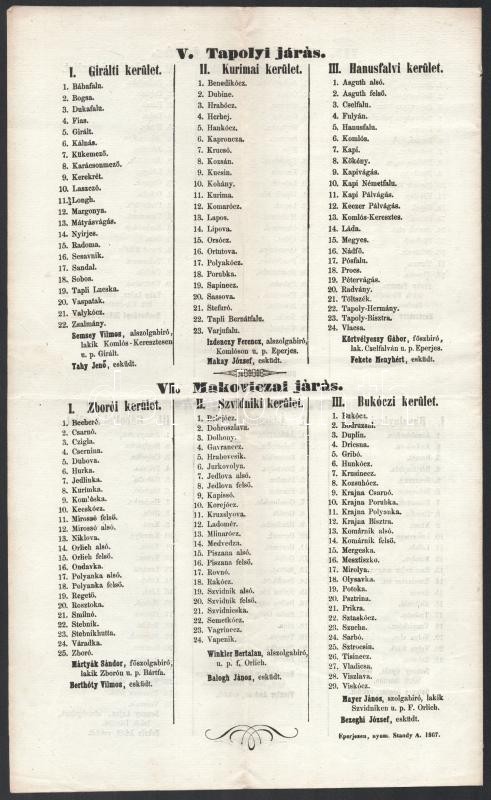 V. Tapolyi járás.
I. Girálti kerület.
1. Bábafalu.
2. Bogsa.
3. Dukafalu.
4. Fias.
5. Girált.
6. Kálnás.
7. Kükemező.
8. Karácsonmező.
9. Kerekrét.
10. Laszczó.
11. Longh.
12. Margonya.
13. Mátyásvágás.
14. Nyirjes.
15. Radoma.
16. Sesavnik.
17. Sandal.
18. Sobos.
19. Tapli Lucska.
20. Vaspatak.
21. Valykócz.
22. Zsalmány.
Semsey Vilmos, alszolgabiró,
lakik Komlós-Keresztesen
u. p. Girált.
Tahy Jenő, esküdt.
II. Kurimai kerület.
1. Benedikócz.
2. Dubine.
3. Hrabócz.
4. Herhej.
5. Hankócz.
6. Kaproncza.
7. Krucsó.
8. Kozsán.
9. Kucsin.
10. Kohány.
11. Kurima.
12. Komarócz.
13. Lapos.
14. Lipova.
15. Orsócz.
16. Ortutova.
17. Polyakócz.
18. Porubka.
19. Sapinecz.
20. Sassova.
21. Stefuró.
22. Tapli Bornátfalu.
23. Varjufalu.
Izdenczy Ferencz, alszolgabiró,
Komlóson u. p. Eperjes.
Makay József, esküdt.
III. Hanusfalvi kerület.
1. Asguth alsó.
2. Asguth felső.
3. Cselfalu.
4. Fulyán.
5. Hanusfalu.
6. Komlós.
7. Kapi.
8. Kökény.
9. Kapivágás.
10. Kapi Németfalu.
11. Kapi Pálvágás.
12. Keczer Pálvágás.
13. Komlós-Keresztes.
14. Láda.
15. Megyes.
16. Nádfő.
17. Pósfalu.
18. Procs.
19. Pétervágás.
20. Radvány.
21. Töltszék.
22. Tapoly-Hermány.
23. Tapoly-Bisztra.
24. Vlacsa.
Körtvélyessy Gábor, főszbiró,
lak. Cselfalván u. p. Eperjes.
Fekete Menyhért, esküdt.
Makoviczai járás.
I. Zborói kerület.
1. Becherő.
2. Csarnó.
3. Czigla.
4. Csernina.
5. Dubova.
6. Hurka.
7. Jedlinka.
8. Kurimka.
10. Kecskócz.
11. Mirossó felső.
12. Mirossó alsó.
13. Niklova.
14. Orlich alsó.
15. Orlich felső.
16. Ondavka.
17. Polyanka alsó.
18. Polyanka felső.
19. Regető.
20. Rosztoka.
21. Smilnó.
22. Stebnik.
23. Stebnikhutta.
24. Váradka.
25. Zboró.
Mártyák Sándor, főszolgabiró,
lakik Zborón u. p. Bártfa.
Berthóty Vilmos, esküdt.
II. Szvidniki kerület.
1. Belejócz.
2. Dobroszlava.
3. Dolhony.
4. Gavranecz.
5. Hrabovcsik.
6. Jurkovolya.
7. Jedlova alsó.
8. Jedlova felső.
9. Kapissó.
10. Korejócz.
11. Kruzslyova.
12. Ladomér.
13. Mlinarócz.
14. Medvedza.
15. Piszana alsó.
16. Piszana felső.
17. Rovnó.
18. Rakócz.
19. Szvidnik alsó.
20. Szvidnik felső.
21. Szvidnicska.
22. Semetkócz.
23. Vagrinecz.
24. Vapenik.
Winkler Bertalan, alszolgabiró,
u. p. f. Orlich.
Balogh János, esküdt.
III. Bukóczi kerület.
1. Bukócz.
2. Bodruzsal.
3. Duplin.
4. Dricsna.
5. Gribó.
6. Hunkócz.
7. Krusinecz.
8. Kozsuhócz.
9. Krajna Csarnó.
10. Krajna Porubka.
11. Krajna Polyanka.
12. Krajna Bisztra.
13. Komárnik alsó.
14. Komárnik felső.
15. Mergeska.
16. Mesztiszko.
17. Mirolya.
18. Olysavka.
19. Potoka.
20. Psztrina.
21. Prikra.
22. Sztaskócz.
23. Szucha.
24. Sarbó.
25. Sztrocsin.
26. Tisinecz.
27. Vladicsa.
28. Viszlava.
29. Viskócz.
Mayer János, szolgabiró, lakik
Szvidniken u. p. F. Orlich.
Bezeghi József, esküdt.
Eperjesen, nyom. Staudy A. 1867.